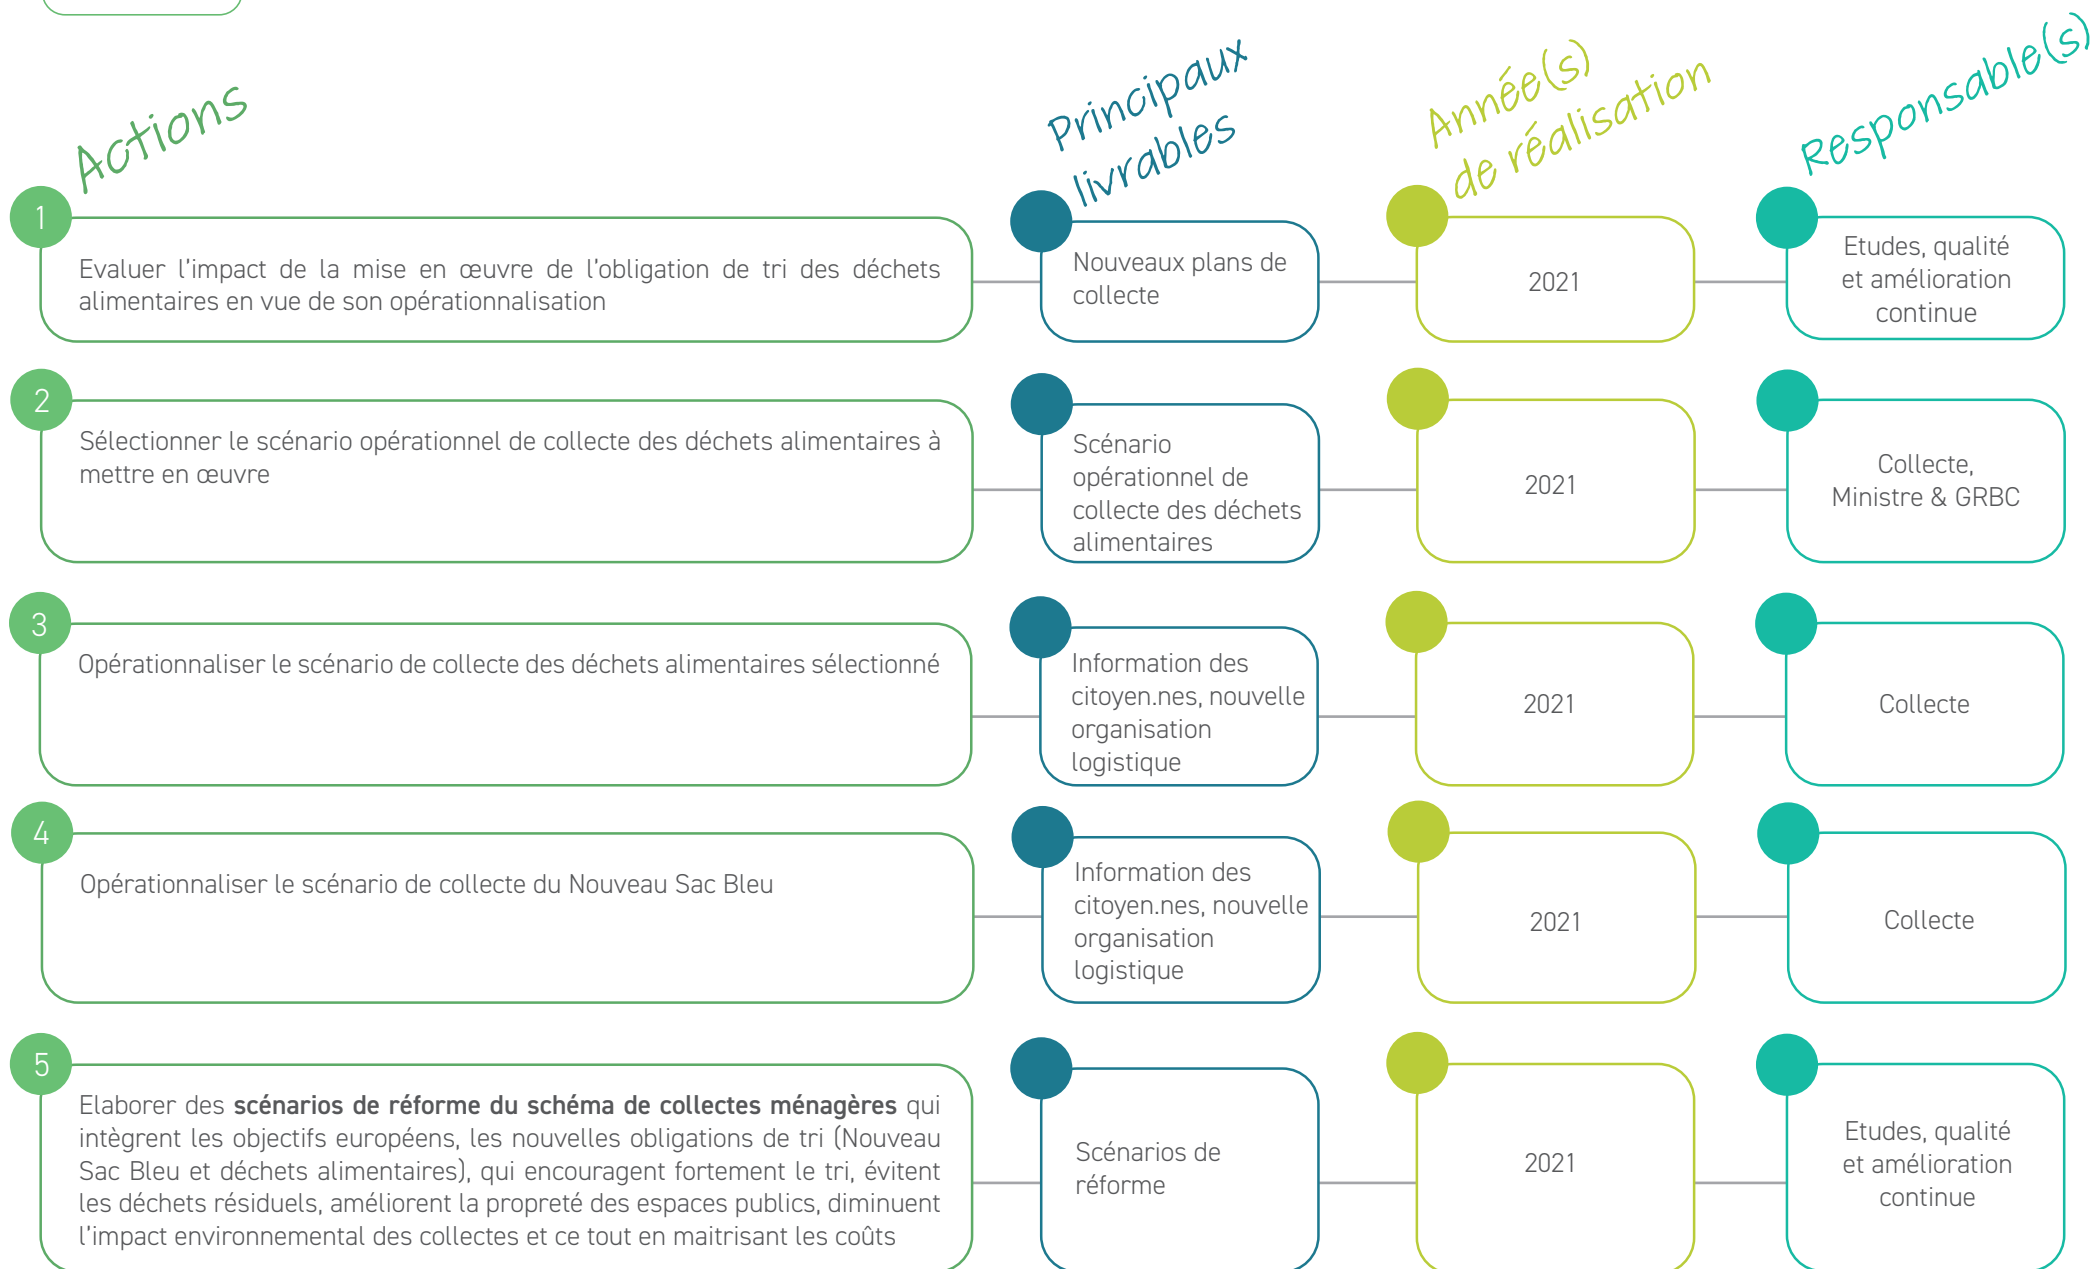 Actions
Principaux
livrables
Année(s)
de réalisation
Responsable(s)
1
Evaluer l'impact de la mise en œuvre de l'obligation de tri des déchets
alimentaires en vue de son opérationnalisation
Nouveaux plans de
collecte
2021
Etudes, qualité
et amélioration
continue
2
Sélectionner le scénario opérationnel de collecte des déchets alimentaires à
mettre en œuvre
Scénario
opérationnel de
collecte des déchets
alimentaires
2021
Collecte,
Ministre & GRBC
3
Opérationnaliser le scénario de collecte des déchets alimentaires sélectionné
Information des
citoyen.nes, nouvelle
organisation
logistique
2021
Collecte
4
Opérationnaliser le scénario de collecte du Nouveau Sac Bleu
Information des
citoyen.nes, nouvelle
organisation
logistique
2021
Collecte
5
Elaborer des scénarios de réforme du schéma de collectes ménagères qui
intègrent les objectifs européens, les nouvelles obligations de tri (Nouveau
Sac Bleu et déchets alimentaires), qui encouragent fortement le tri, évitent
les déchets résiduels, améliorent la propreté des espaces publics, diminuent
l'impact environnemental des collectes et ce tout en maitrisant les coûts
Scénarios de
réforme
2021
Etudes, qualité
et amélioration
continue